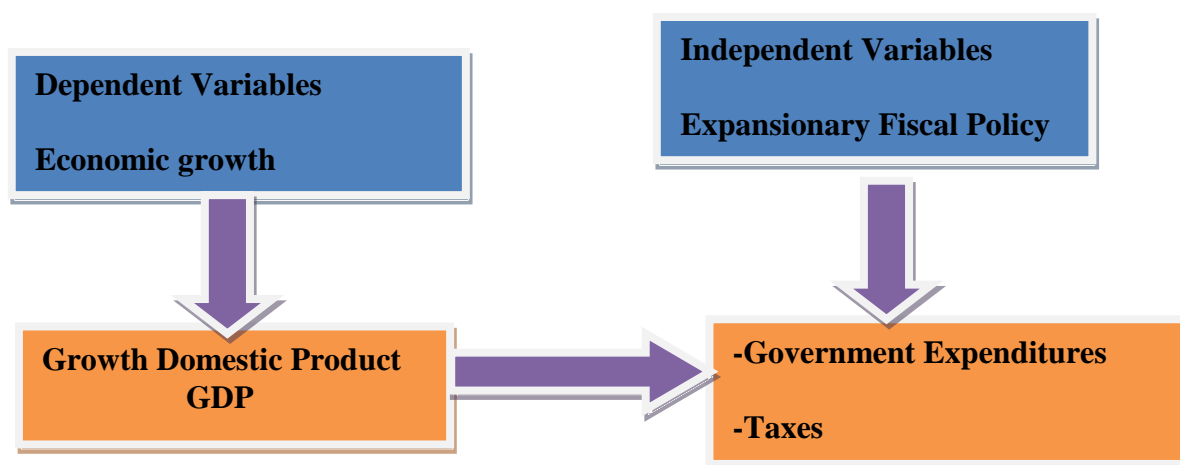 Dependent Variables
Economic growth
Independent Variables
Expansionary Fiscal Policy
Growth Domestic Product
GDP
-Government Expenditures
-Taxes